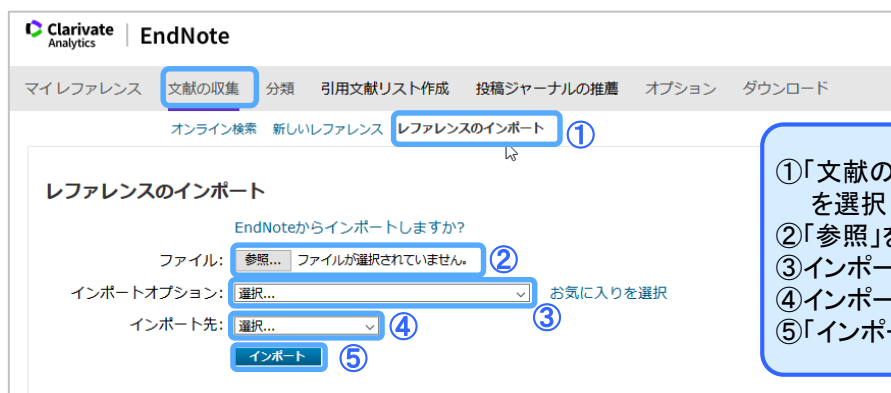 Clarivate
Analytics
EndNote
マイレファレンス 文献の収集 分類 引用文献リスト作成 投稿ジャーナルの推薦 オプション ダウンロード
オンライン検索 新しいレファレンス レファレンスのインポート ①
レファレンスのインポート
EndNoteからインポートしますか?
ファイル: 参照... ファイルが選択されていません。 ②
インポートオプション: 選択... お気に入りを選択
③
インポート先: 選択... ④
インポート ⑤
①「文献の
を選択
②「参照」を
③インポー
④インポー
⑤「インポー